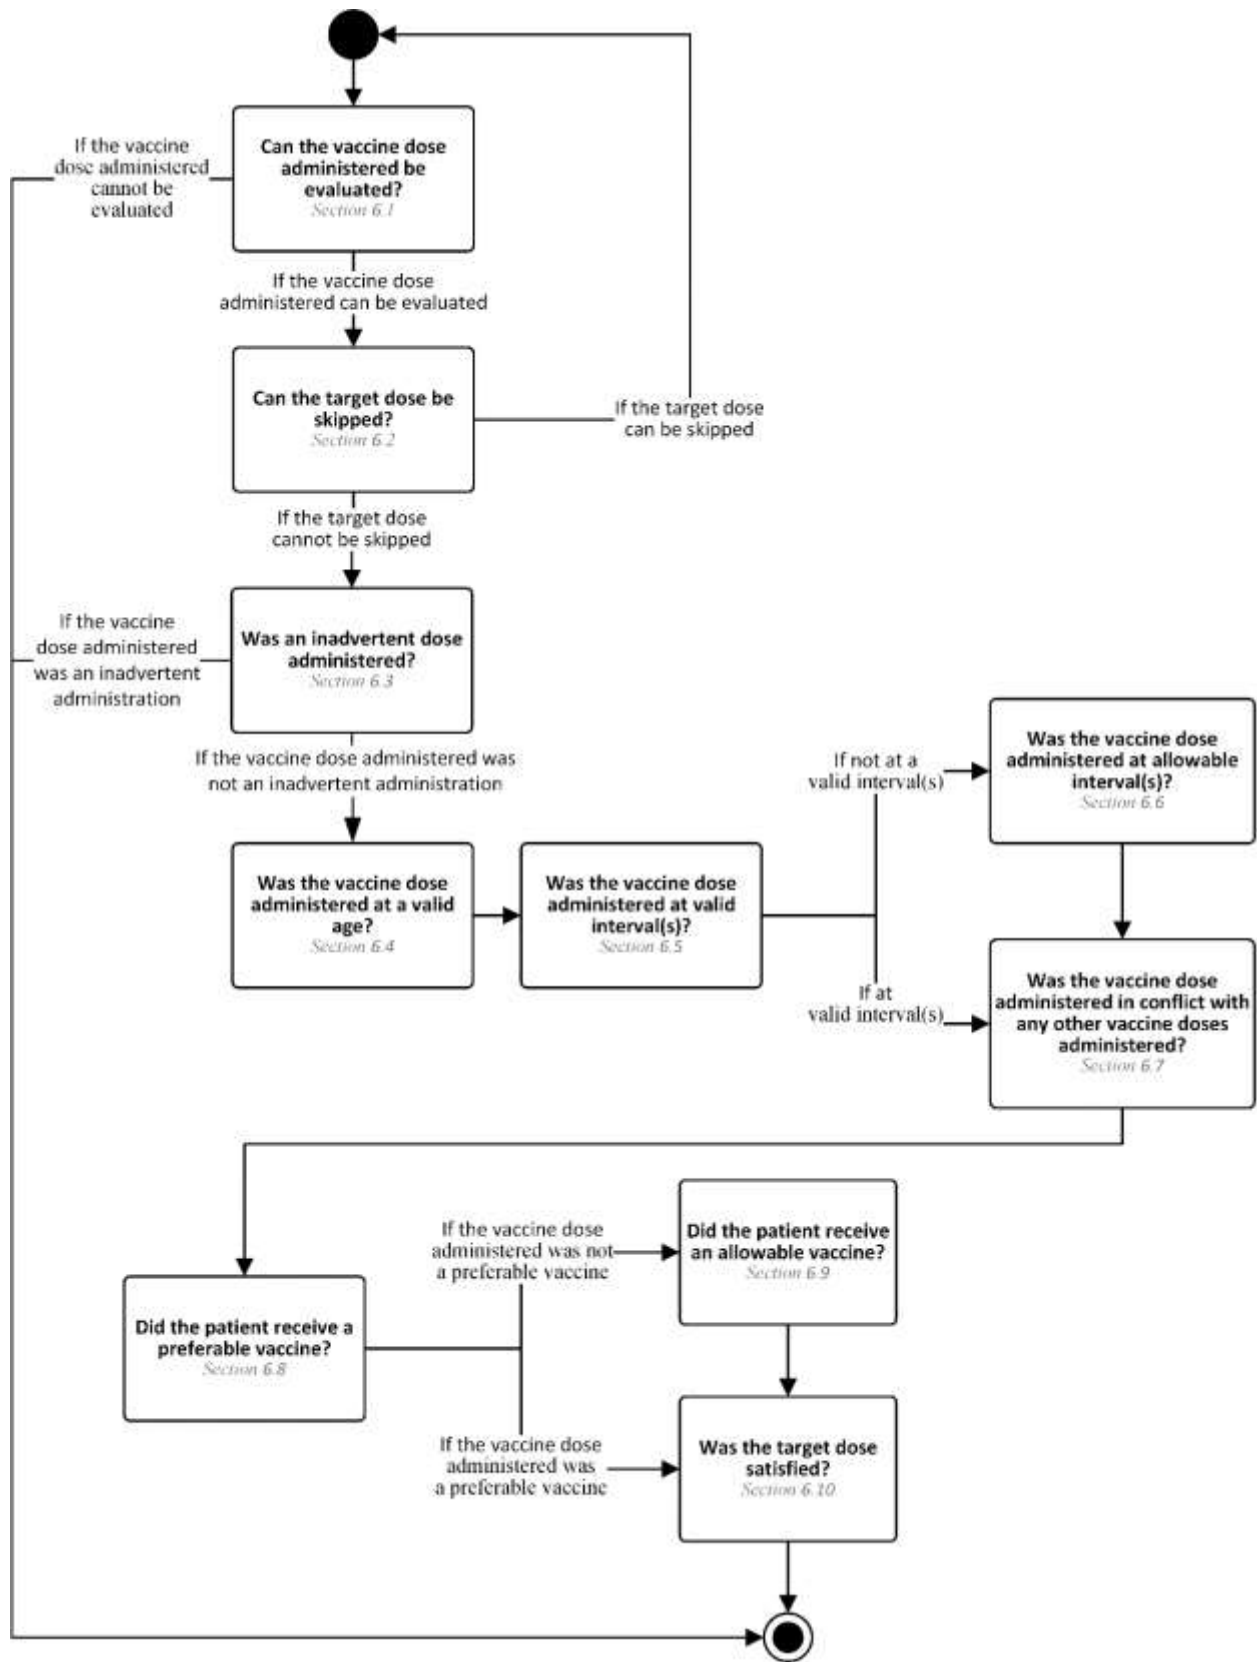 If the vaccine
dose administered
cannot be
evaluated
Can the vaccine dose
administered be
evaluated?
Section 6.1
If the vaccine dose
administered can be evaluated
Can the target dose be
skipped?
Section 6.2
If the target dose
can be skipped
If the target dose
cannot be skipped
If the vaccine
dose administered
was an inadvertent
administration
Was an inadvertent dose
administered?
Section 6.3
If the vaccine dose administered was
not an inadvertent administration
Was the vaccine dose
administered at a valid
age?
Section 6.4
Was the vaccine dose
administered at valid
interval(s)?
Section 6.5
If not at a
valid interval(s)
Was the vaccine dose
administered at allowable
interval(s)?
Section 6.6
If at
valid interval(s)
Was the vaccine dose
administered in conflict with
any other vaccine doses
administered?
Section 6.7
Did the patient receive a
preferable vaccine?
Section 6.8
If the vaccine dose
administered was not
a preferable vaccine
Did the patient receive
an allowable vaccine?
Section 6.9
If the vaccine dose
administered was
a preferable vaccine
Was the target dose
satisfied?
Section 6.10